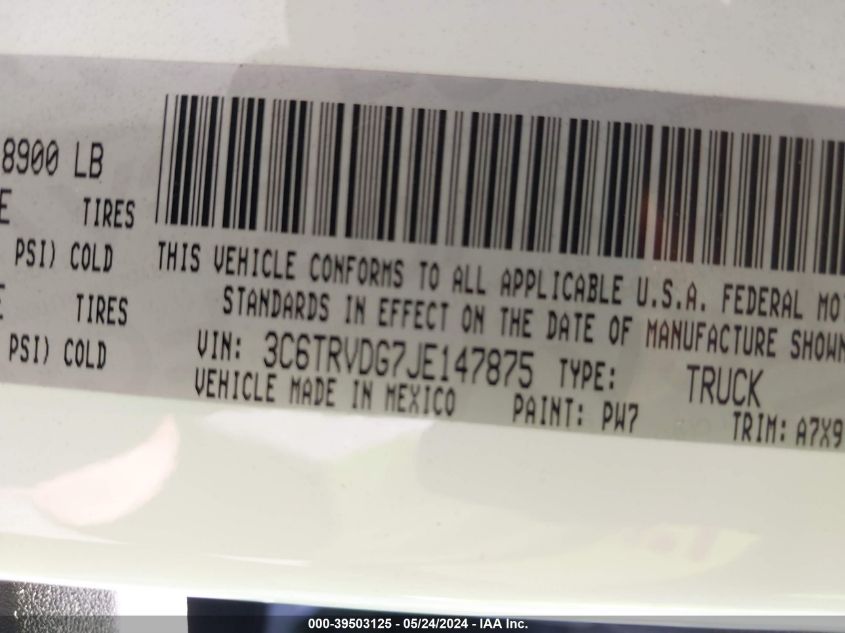 8900 LB
TIRES
PSI) COLD
TIRES
PSI) COLD
THIS VEHICLE CONFORMS TO ALL APPLICABLE U.S.A. FEDERAL MO
STANDARDS IN EFFECT ON THE DATE OF MANUFACTURE SHOWN
VIN: 3C6TRVDG7JE147875 TYPE: TRUCK
VEHICLE MADE IN MEXICO PAINT: PW7 TRIM: A7X9
000-39503125 - 05/24/2024 - IAA Inc.